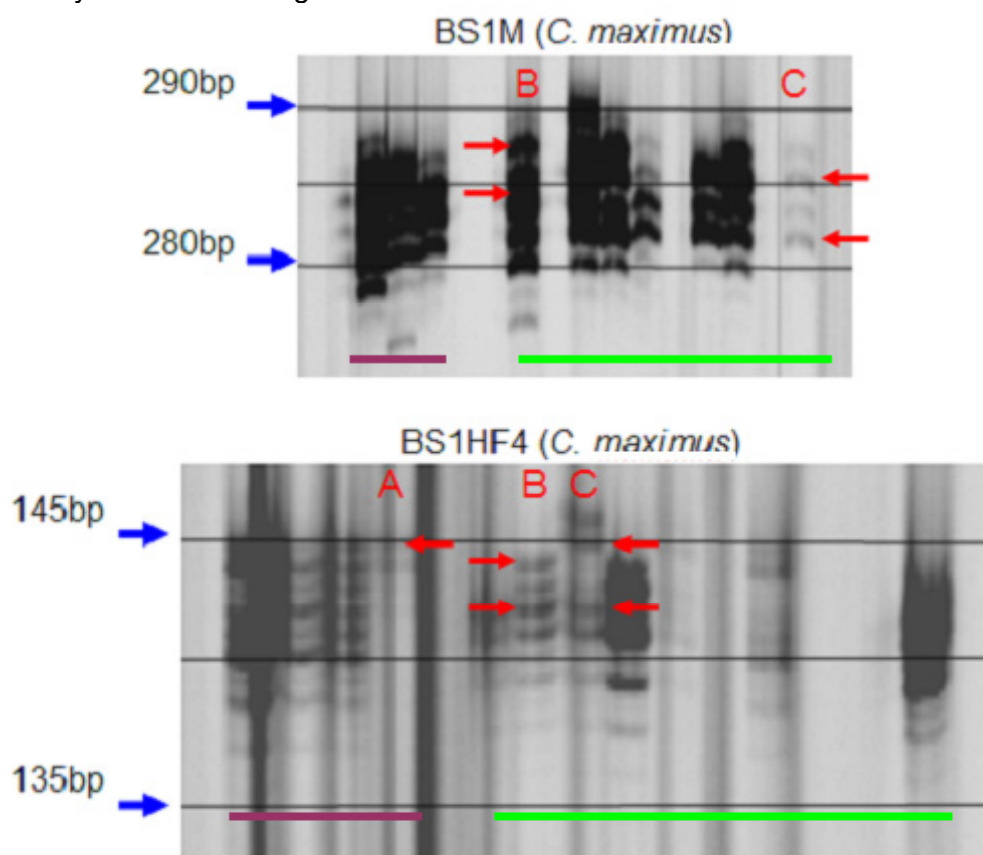 BS1M (C. maximus)
290bp
B
C
280bp
BS1HF4 (C. maximus)
A
B
C
145bp
135bp